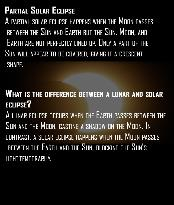 Partial Solar Eclipse
A partial solar eclipse happens when the Moon passes
between the Sun and Earth but the Sun, Moon, and
Earth are not perfectly lined up. Only a part of the
Sun will appear to be covered, giving it a crescent
shape.
What is the difference between a lunar and solar
eclipse?
A lunar eclipse occurs when the Earth passes between the
Sun and the Moon, casting a shadow on the Moon. In
contrast, a solar eclipse happens when the Moon passes
between the Earth and the Sun, blocking the Sun's
light temporarily.